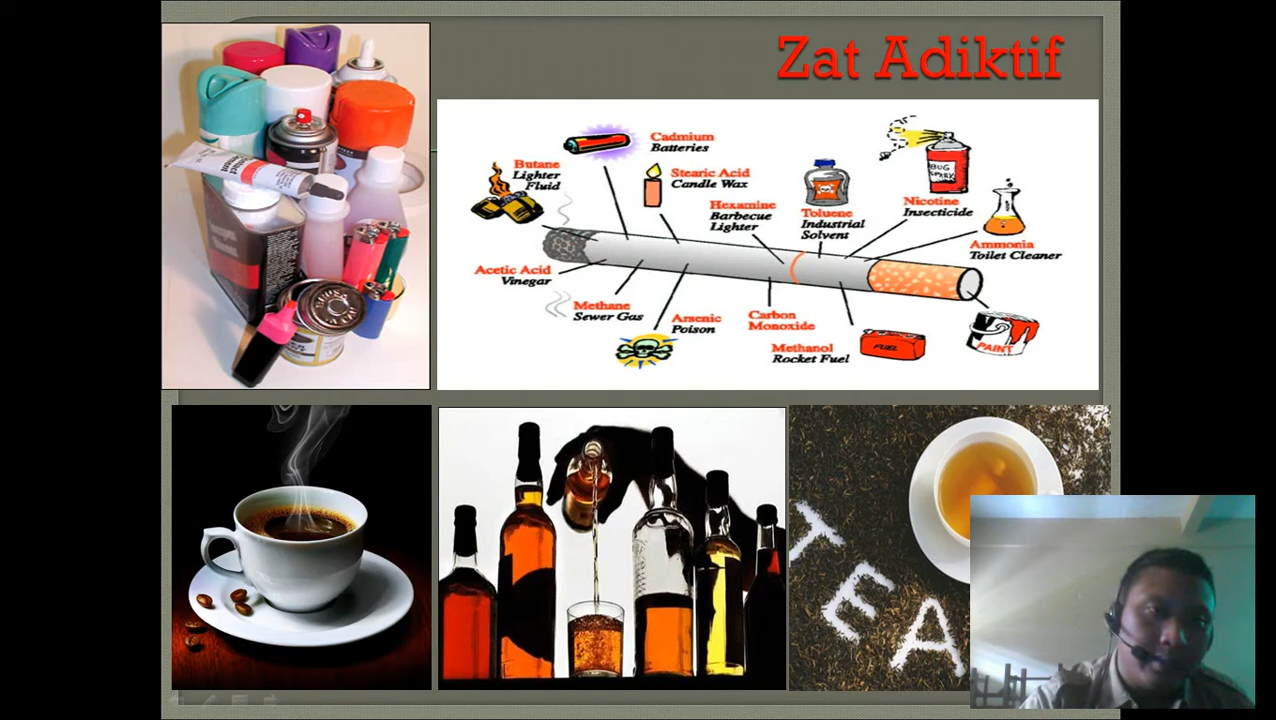 Zat Adiktif
Cadmium
Batteries
Butane
Lighter
Fluid
Stearic Acid
Candle Wax
Hexamine
Barbecue
Lighter
Toluene
Industrial
Solvent
BUG
Nicotine
Insecticide
Ammonia
Toilet Cleaner
Acetic Acid
Vinegar
Methane
Sewer Gas
Arsenic
Poison
Carbon
Monoxide
Methanol
Rocket Fuel
FUEL
PAINT
TEA